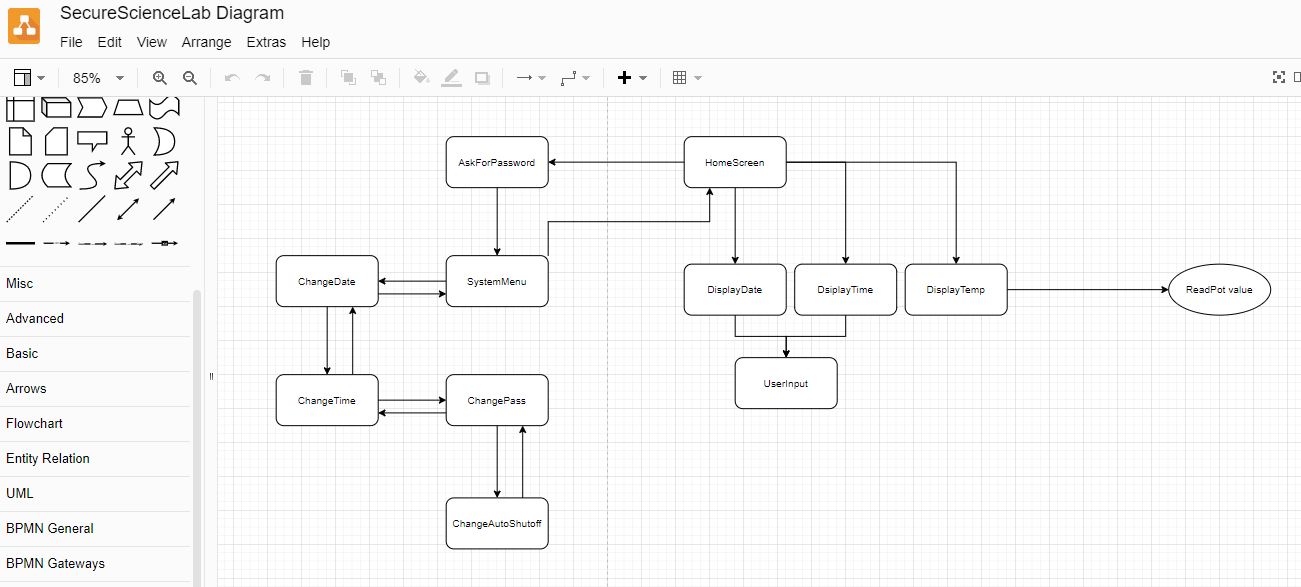 SecureScienceLab Diagram
File Edit View Arrange Extras Help
85%
AskForPassword
HomeScreen
ChangeDate
SystemMenu
DisplayDate
DsiplayTime
DisplayTemp
ReadPot value
UserInput
ChangeTime
ChangePass
ChangeAutoShutoff
Misc
Advanced
Basic
Arrows
Flowchart
Entity Relation
UML
BPMN General
BPMN Gateways